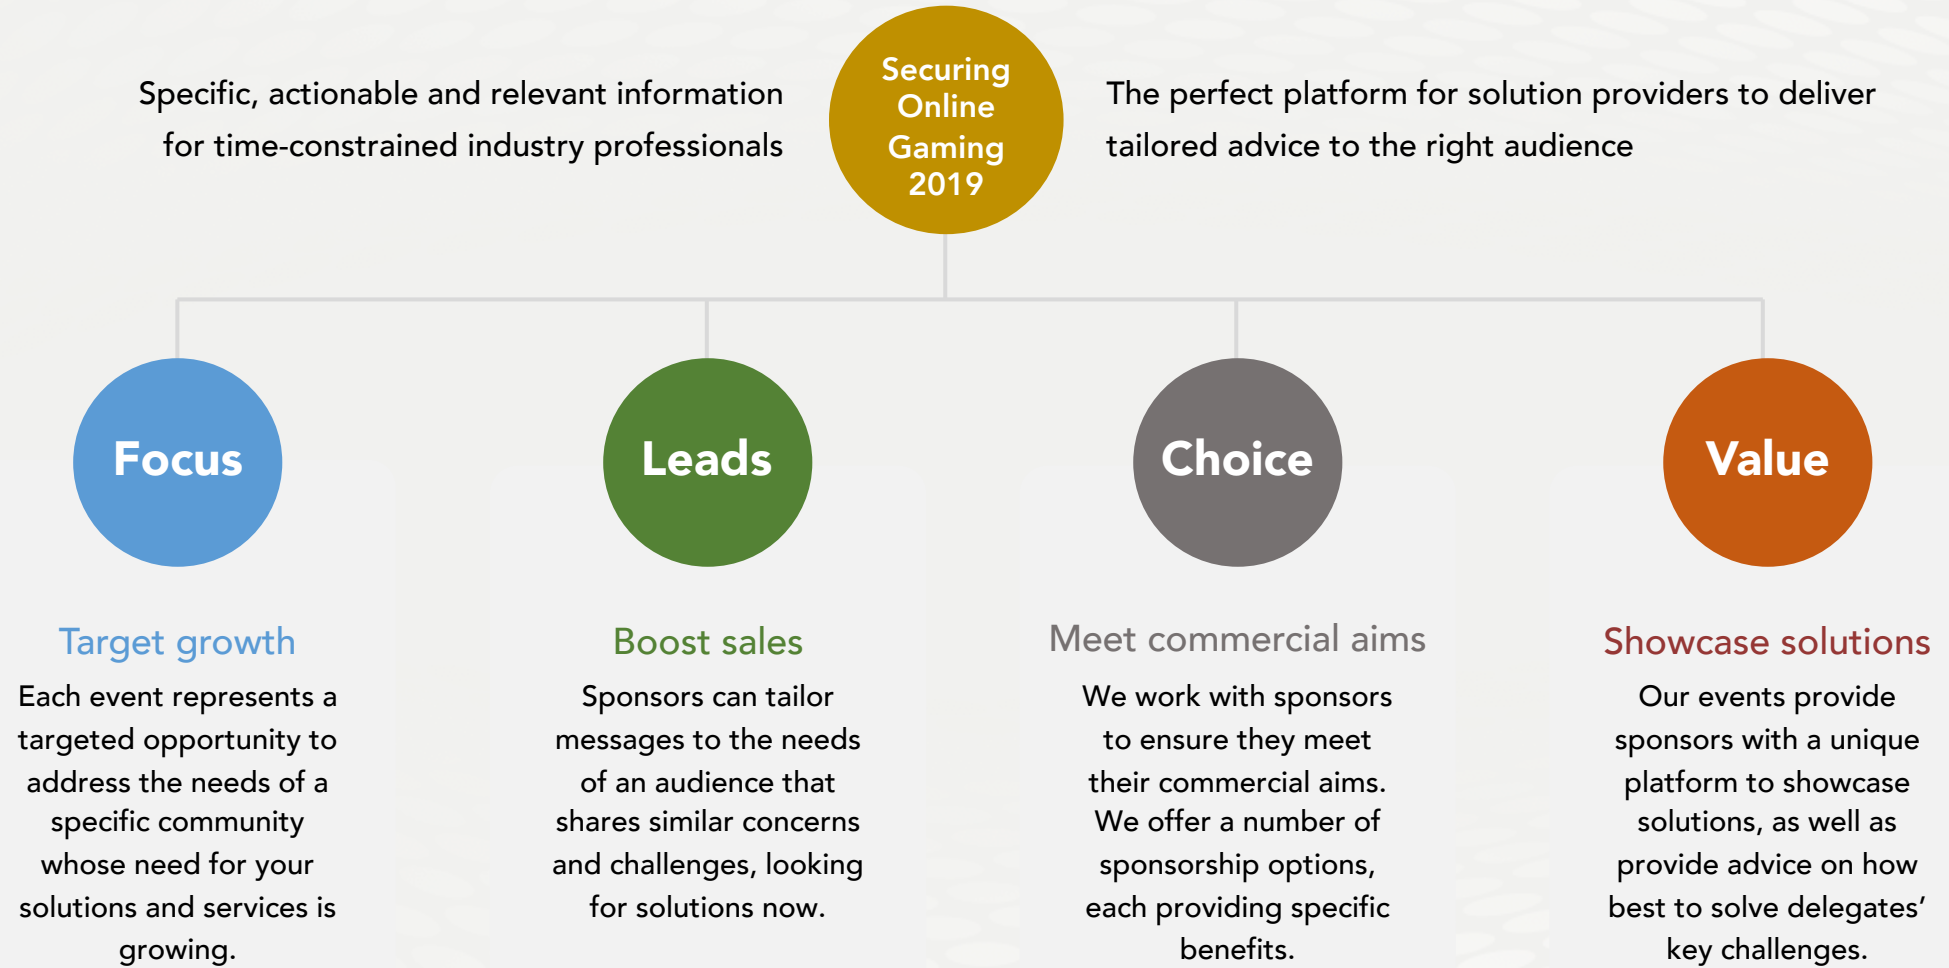 Specific, actionable and relevant information
for time-constrained industry professionals
Securing
Online
Gaming
2019
The perfect platform for solution providers to deliver
tailored advice to the right audience
Focus
Target growth
Each event represents a
targeted opportunity to
address the needs of a
specific community
whose need for your
solutions and services is
growing.
Leads
Boost sales
Sponsors can tailor
messages to the needs
of an audience that
shares similar concerns
and challenges, looking
for solutions now.
Choice
Meet commercial aims
We work with sponsors
to ensure they meet
their commercial aims.
We offer a number of
sponsorship options,
each providing specific
benefits.
Value
Showcase solutions
Our events provide
sponsors with a unique
platform to showcase
solutions, as well as
provide advice on how
best to solve delegates’
key challenges.